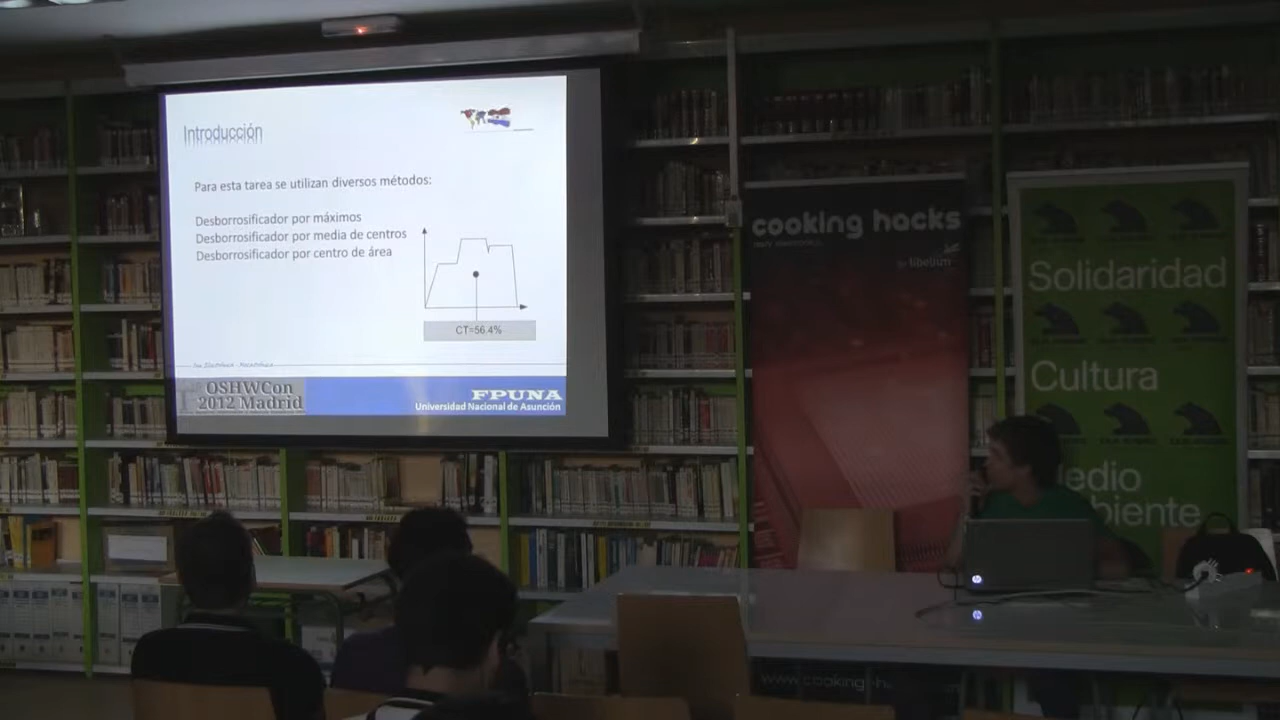 Introducción
Para esta tarea se utilizan diversos métodos:
Desborrosificador por máximos
Desborrosificador por media de centros
Desborrosificador por centro de área
CT=56.4%
OSHWCon
2012 Madrid
FPUNA
Universidad Nacional de Asunción
cooking hacks
by libelium
Solidaridad
Cultura
Medio
Ambiente